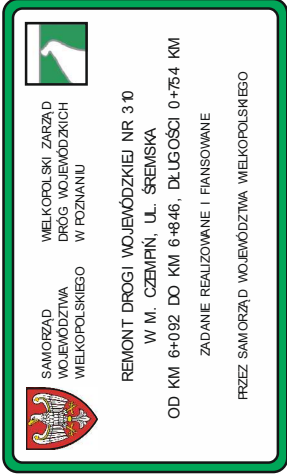 SAMORZĄD
WOJEWÓDZTWA
WIELKOPOLSKIEGO
WIELKOPOLSKI ZARZĄD
DRÓG WOJEWÓDZKICH
W POZNANIU
REMONT DROGI WOJEWÓDZKIEJ NR 310
W M. CZEMPIŃ, UL. ŚREMSKA
OD KM 6+092 DO KM 6+846, DŁUGOŚCI 0+754 KM
ZADANIE REALIZOWANE I FIANSOWANE
PRZEZ SAMORZĄD WOJEWÓDZTWA WIELKOPOLSKIEGO